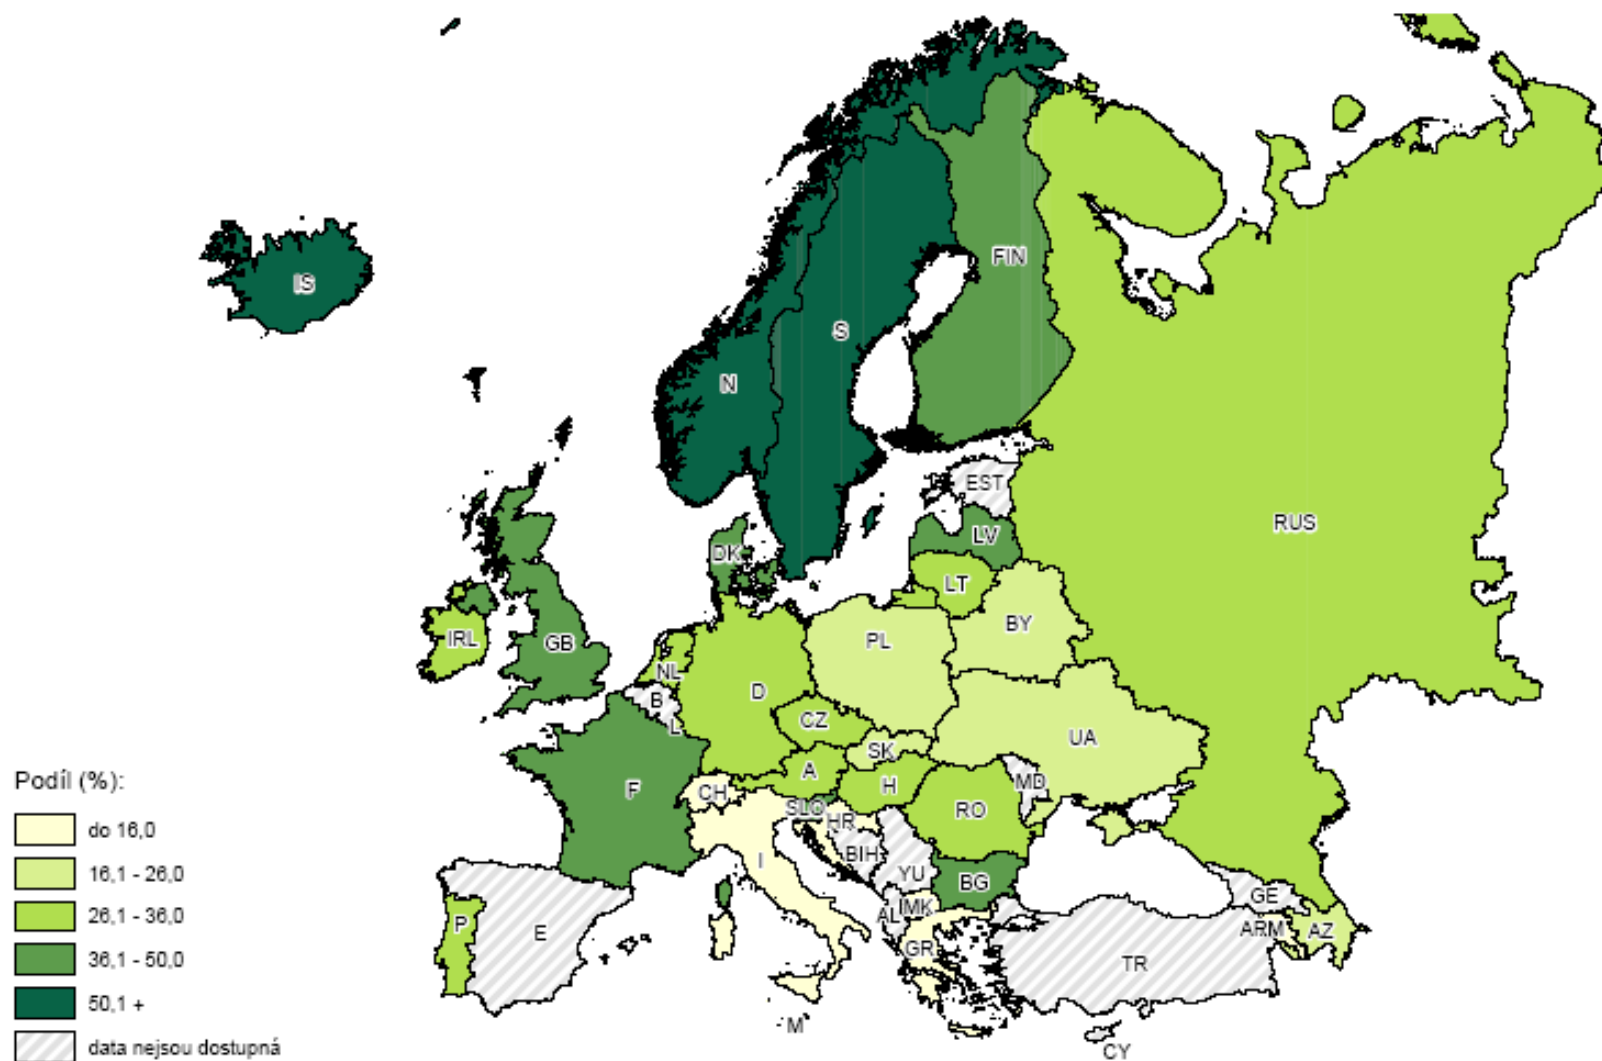 IS
FIN
S
N
EST
RUS
LV
DK
LT
BY
IRL
GB
PL
NL
D
B
CZ
L
UA
SK
A
MD
H
F
CH
SLO
RO
HR
BIH
I
YU
BG
GE
AL
MK
P
E
ARM
AZ
GR
TR
M
CY
Podíl (%):
do 16,0
16,1 - 26,0
26,1 - 36,0
36,1 - 50,0
50,1 +
data nejsou dostupná